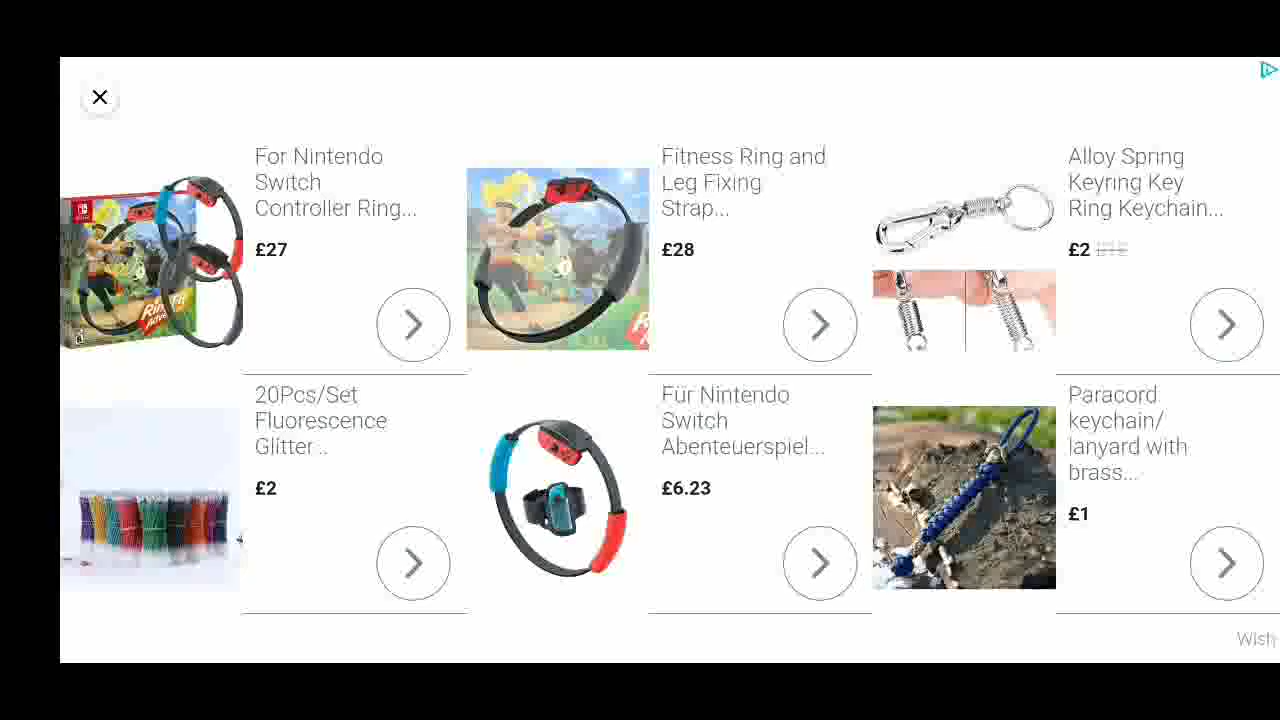 For Nintendo
Switch
Controller Ring...
£27
Fitness Ring and
Leg Fixing
Strap...
£28
Alloy Spring
Keyring Key
Ring Keychain...
£2
20Pcs/Set
Fluorescence
Glitter ..
£2
Für Nintendo
Switch
Abenteuerspiel...
£6.23
Paracord
keychain/
lanyard with
brass...
£1
Wish